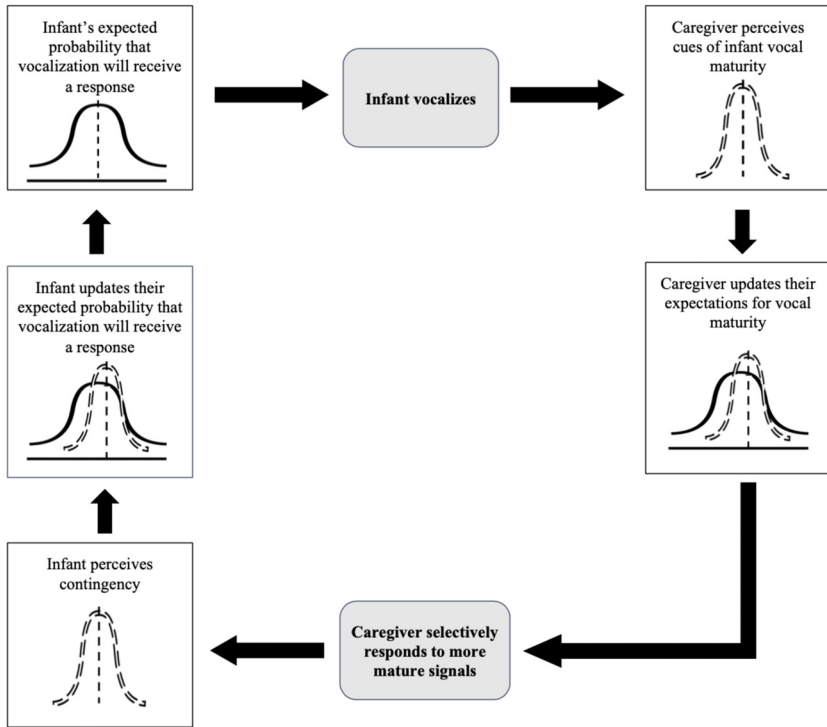 Infant's expected
probability that
vocalization will receive
a response
Infant vocalizes
Caregiver perceives
cues of infant vocal
maturity
Infant updates their
expected probability that
vocalization will receive
a response
Caregiver updates their
expectations for vocal
maturity
Infant perceives
contingency
Caregiver selectively
responds to more
mature signals